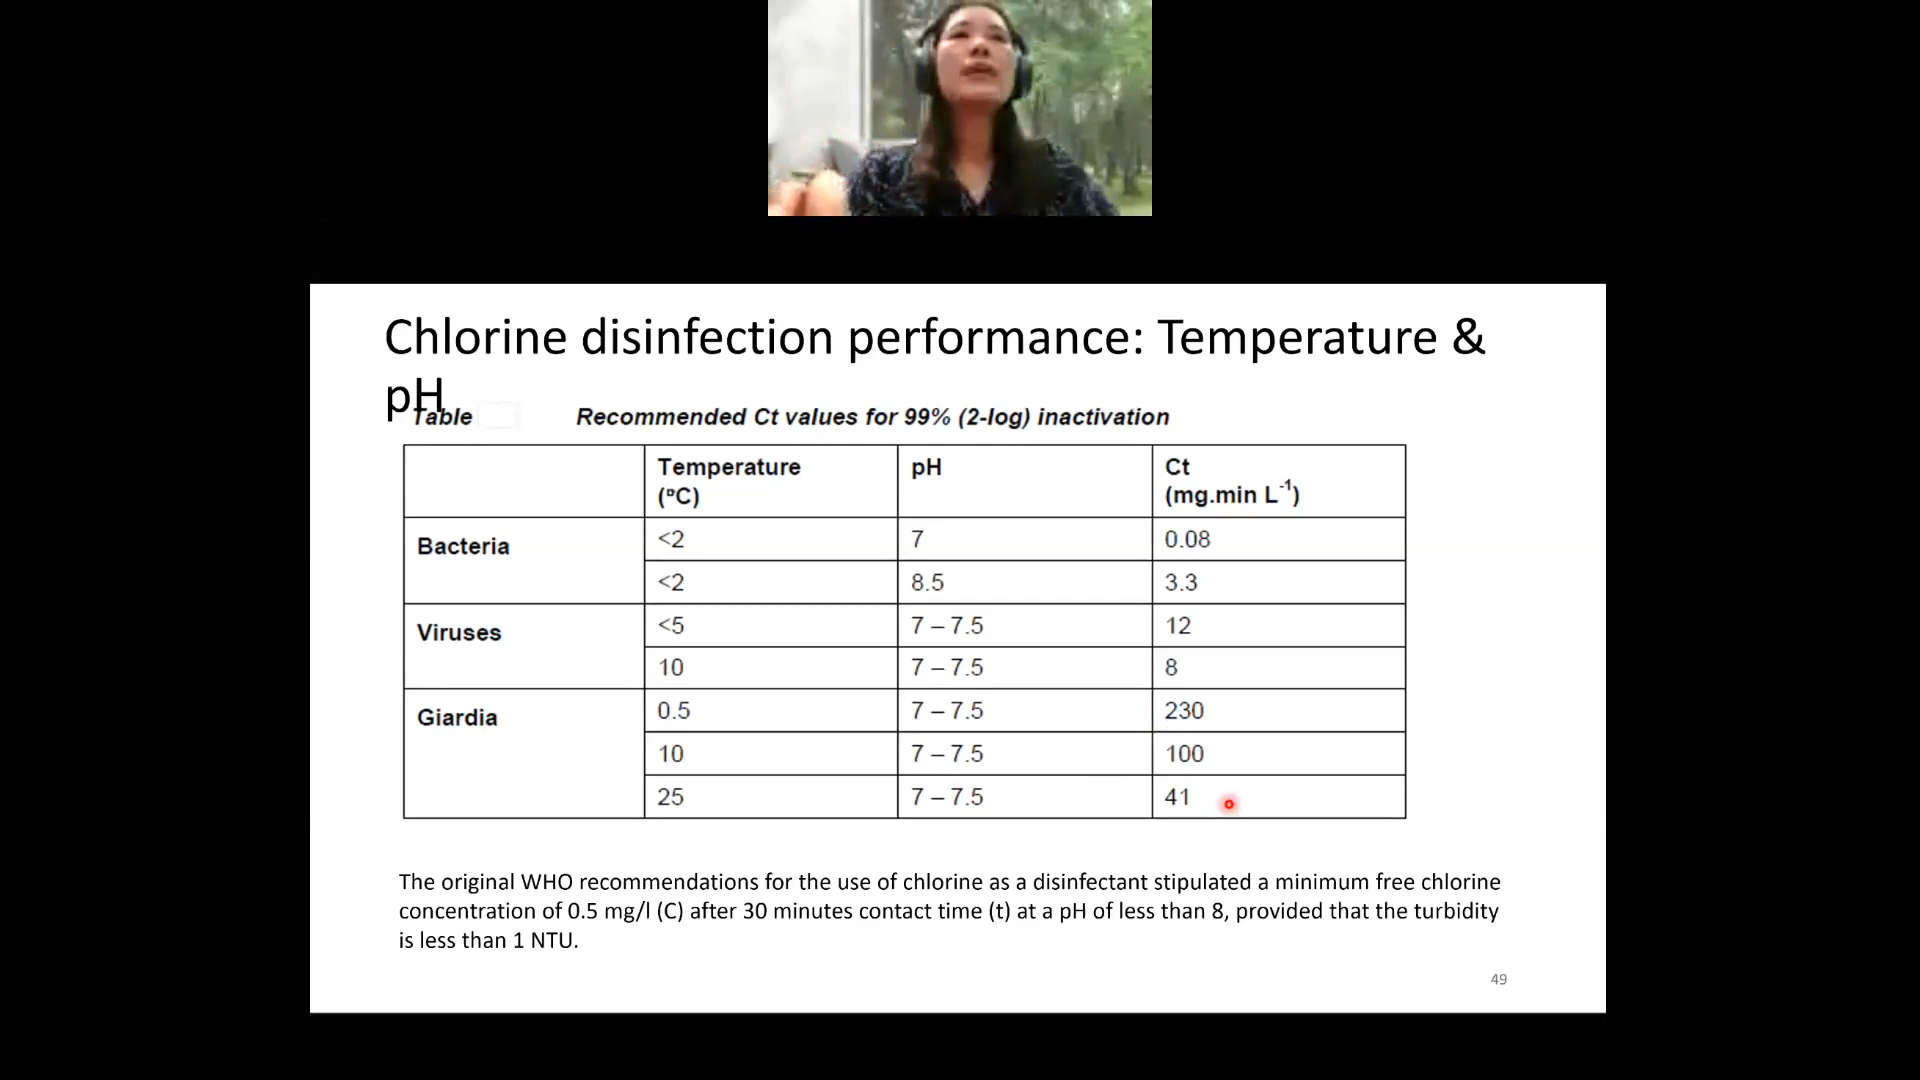 Chlorine disinfection performance: Temperature &
pH
Table Recommended Ct values for 99% (2-log) inactivation
Temperature (ºC) pH Ct (mg.min L⁻¹)
Bacteria <2 7 0.08
<2 8.5 3.3
Viruses <5 7 – 7.5 12
10 7 – 7.5 8
Giardia 0.5 7 – 7.5 230
10 7 – 7.5 100
25 7 – 7.5 41
The original WHO recommendations for the use of chlorine as a disinfectant stipulated a minimum free chlorine
concentration of 0.5 mg/l (C) after 30 minutes contact time (t) at a pH of less than 8, provided that the turbidity
is less than 1 NTU.
49